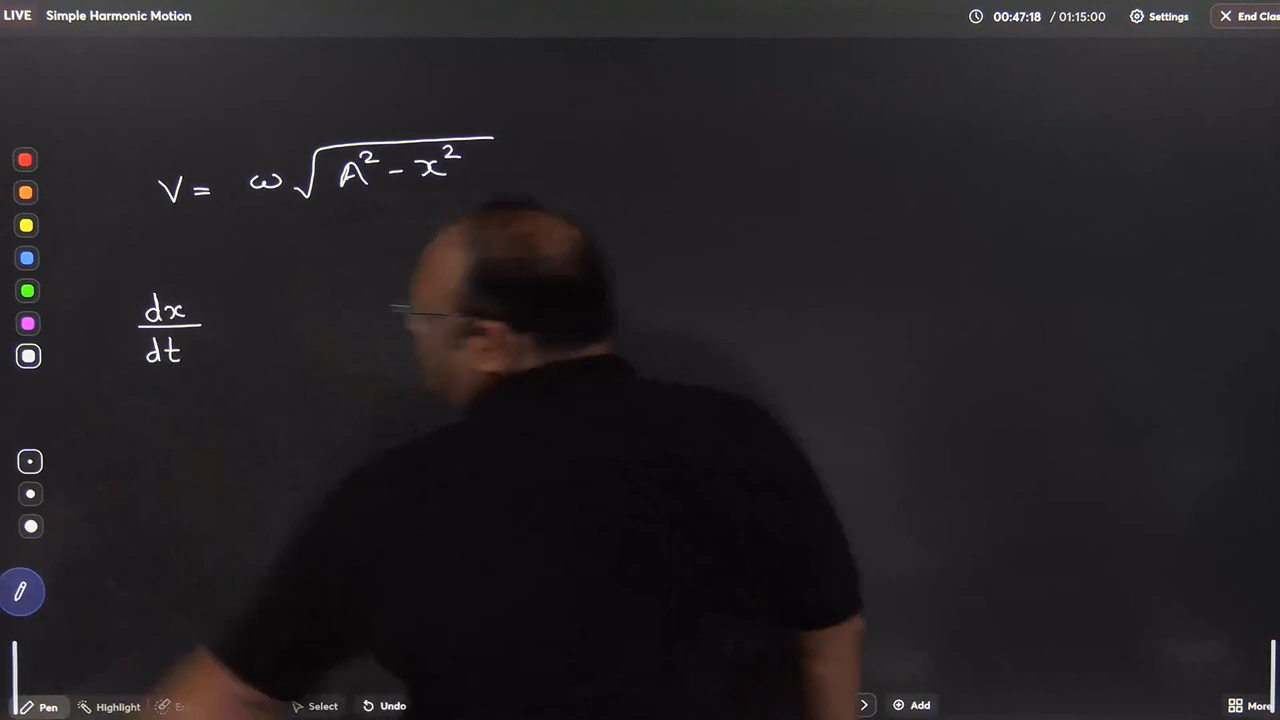 LIVE Simple Harmonic Motion 00:47:18 / 01:15:00 Settings End Clas
V = ω √(A² - x²)
dx
dt
Pen Highlight Select Undo Add More